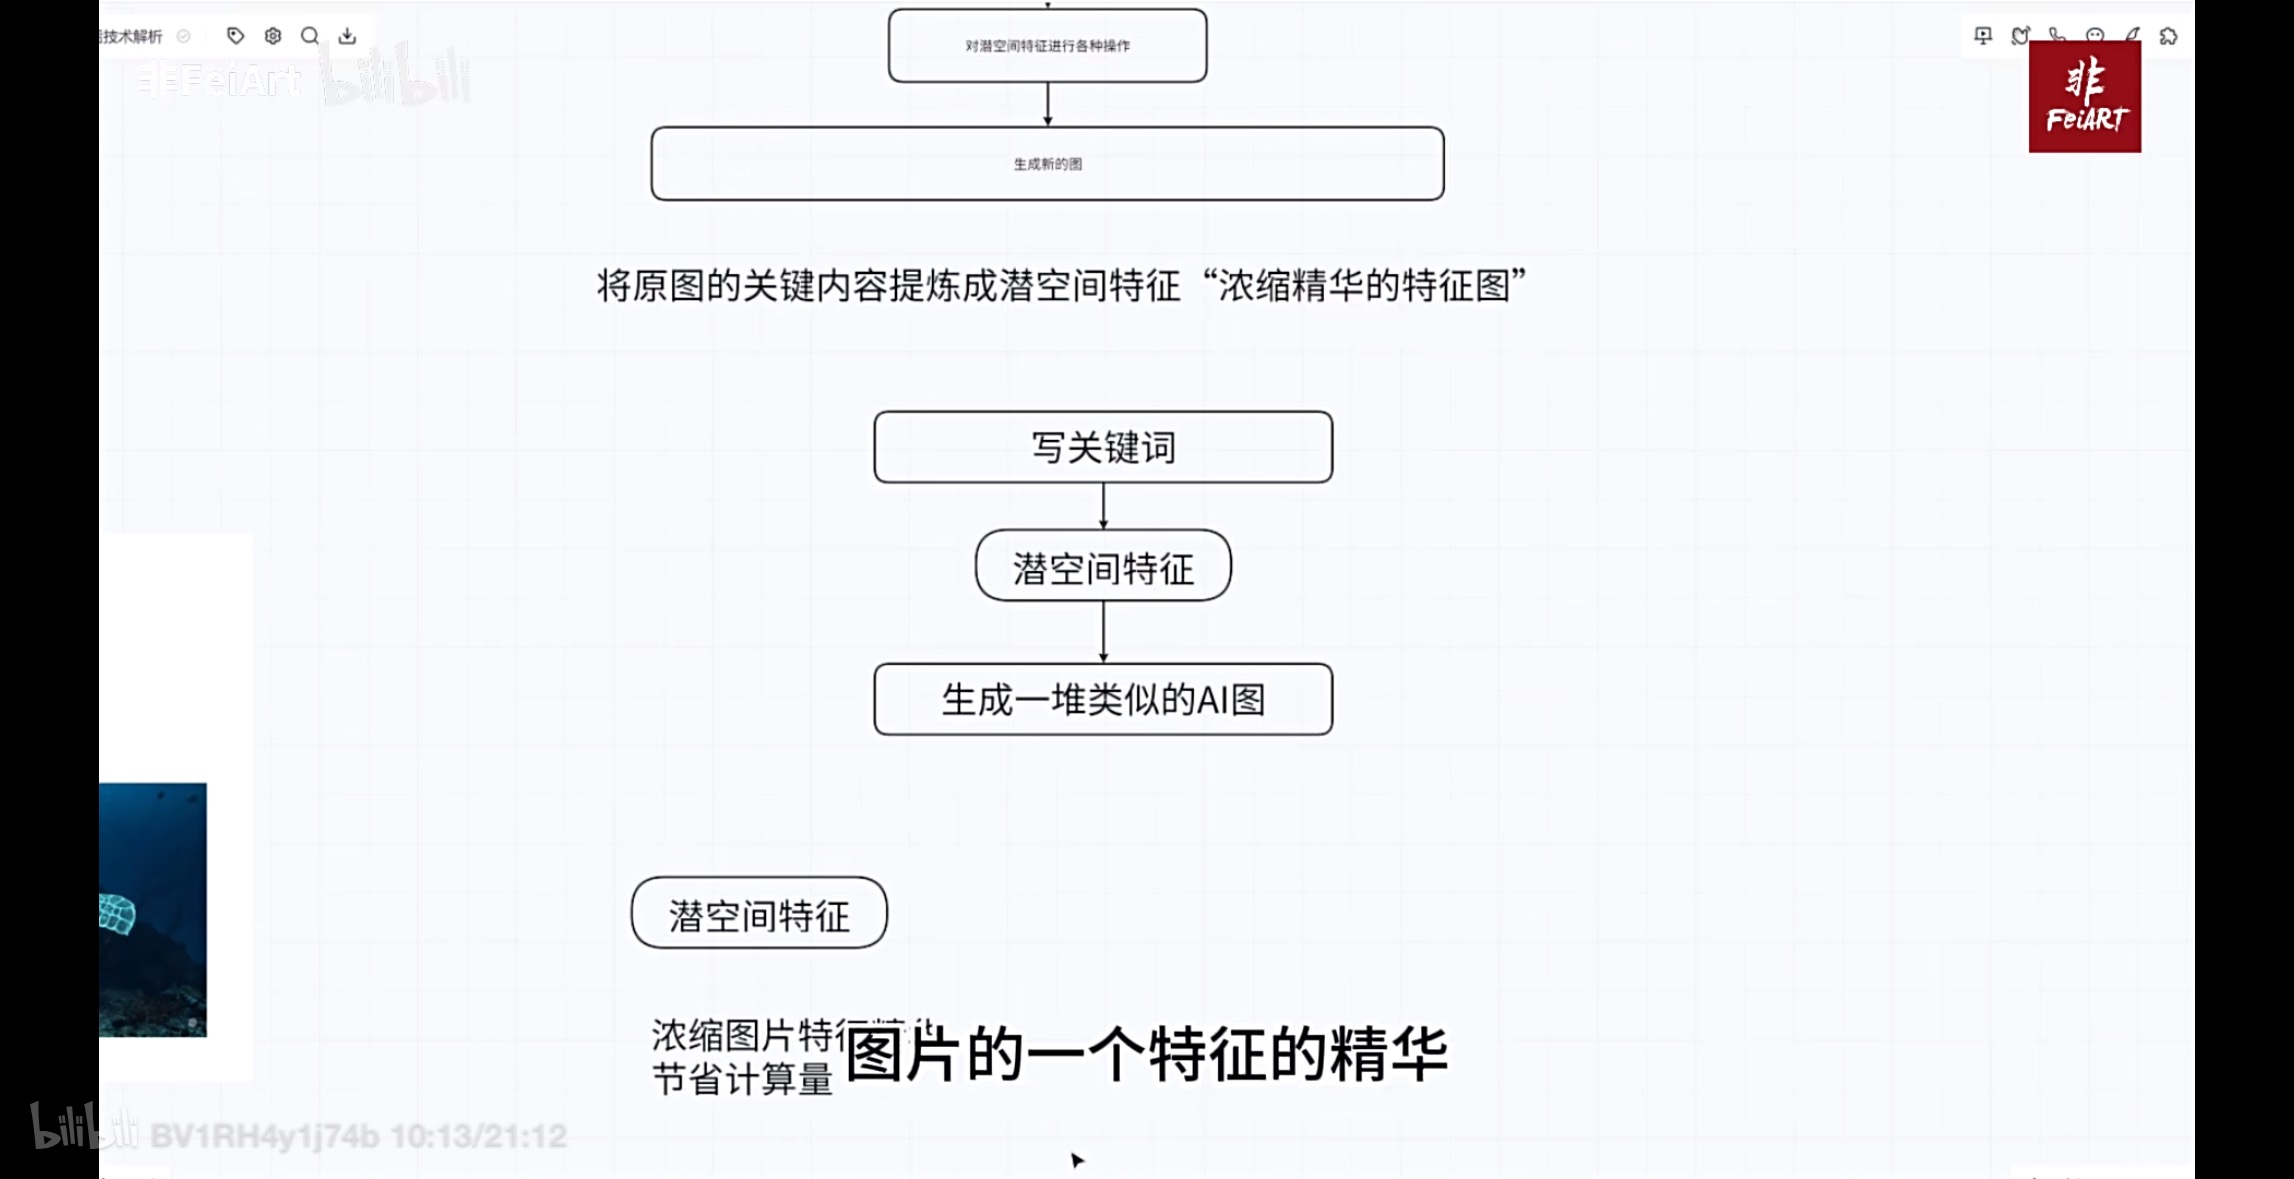 技术解析
非FeiArt bilibili
非
FeiART
对潜空间特征进行各种操作
生成新的图
将原图的关键内容提炼成潜空间特征“浓缩精华的特征图”
写关键词
潜空间特征
生成一堆类似的AI图
潜空间特征
浓缩图片特征精华
节省计算量
图片的一个特征的精华
bilibili BV1RH4y1j74b 10:13/21:12